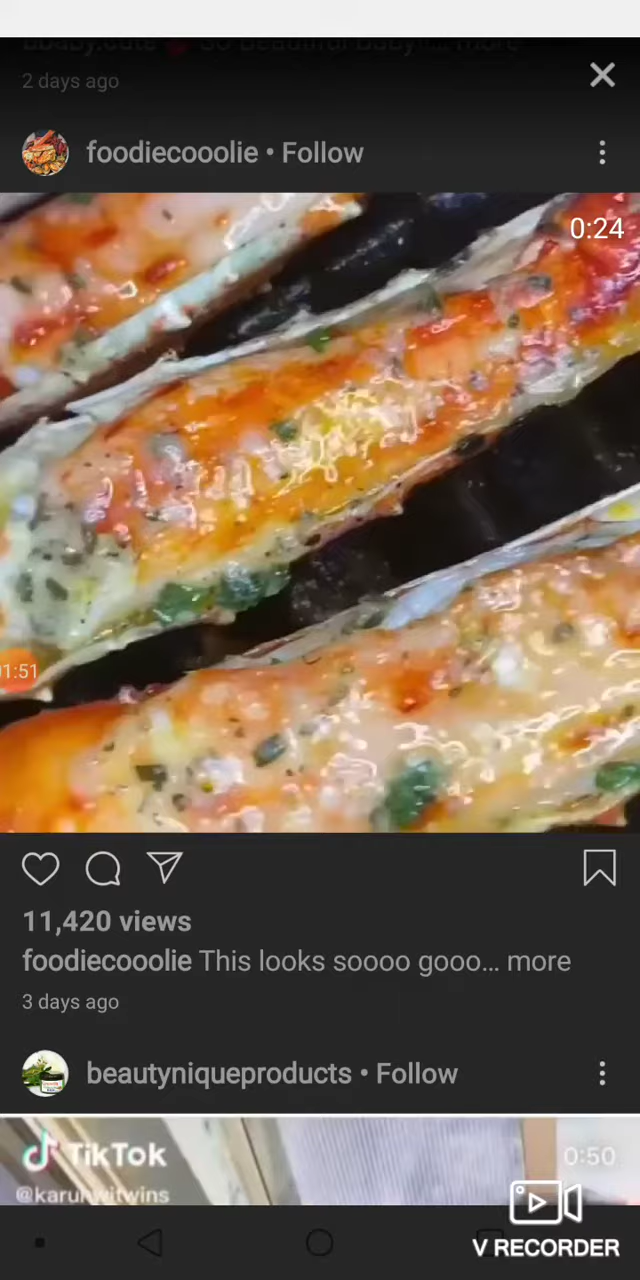 2 days ago
foodiecooolie • Follow
0:24
01:51
11,420 views
foodiecooolie This looks soooo gooo... more
3 days ago
beautyniqueproducts • Follow
TikTok
0:50
V RECORDER